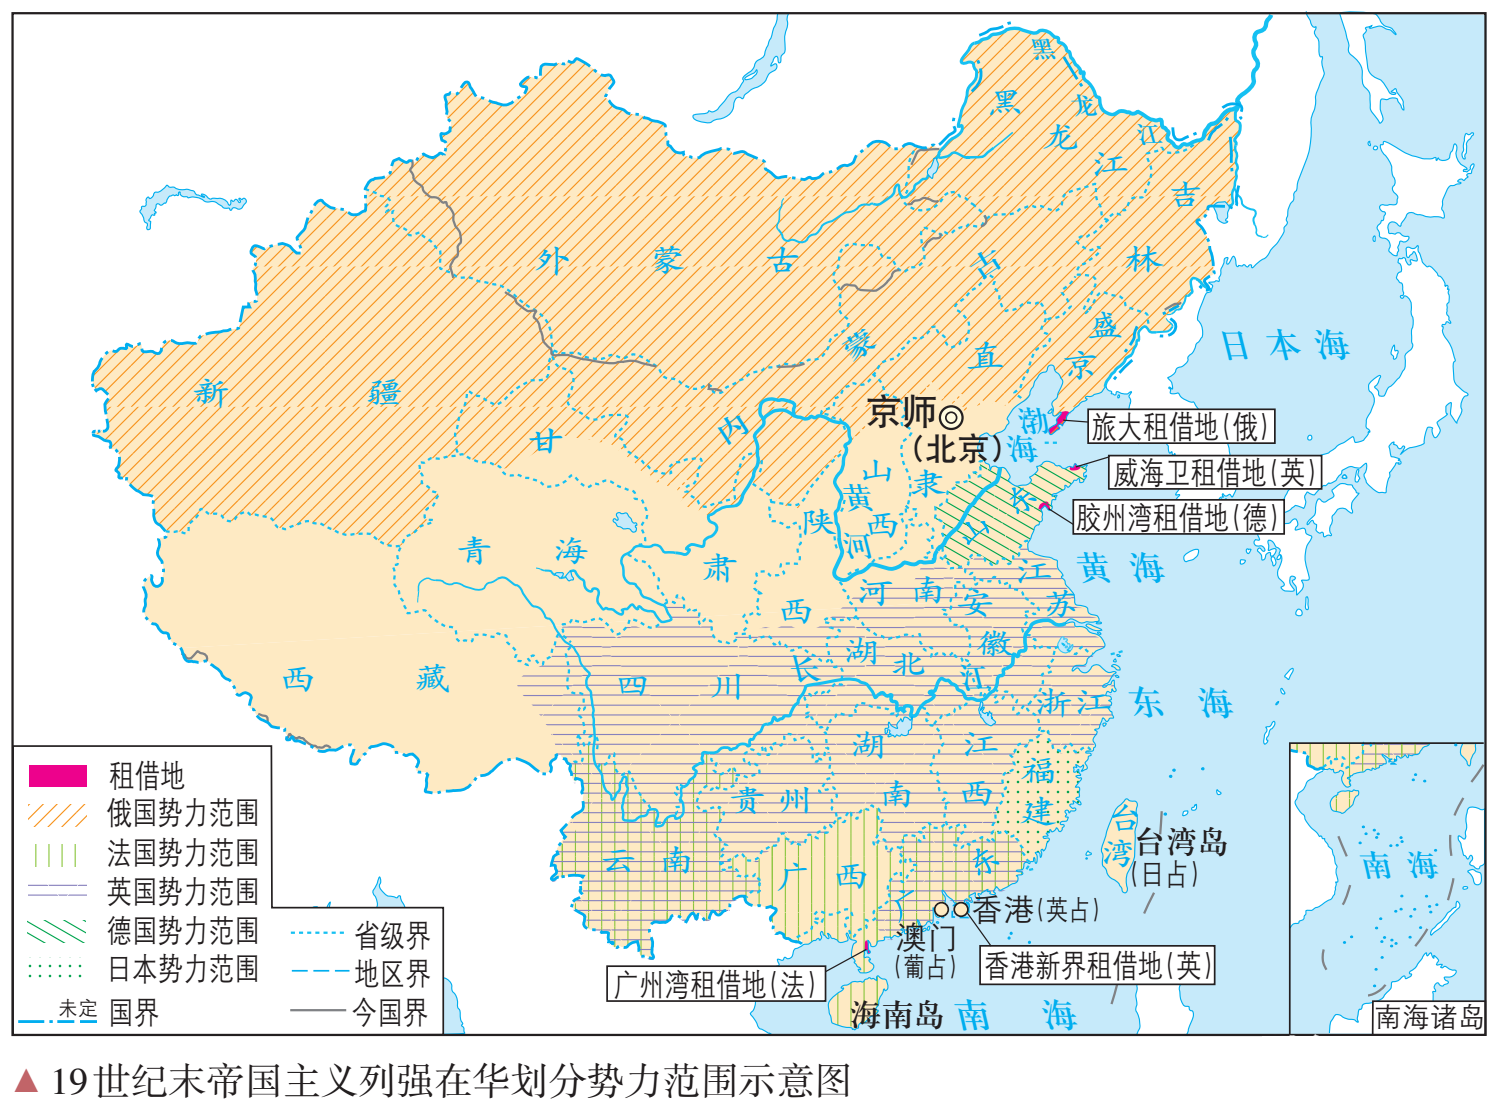 黑
龙
江
黑
龙
江
吉
林
外 蒙 古
内
蒙
古
新 疆
盛
京
直
隶
日本海
京师
(北京)
渤
海
旅大租借地(俄)
威海卫租借地(英)
胶州湾租借地(德)
甘
肃
山
西
黄
河
陕
西
山
东
青 海
黄 海
河 南
安
徽
江
苏
西 藏
四 川
湖 北
长
江
浙江
东 海
湖
南
江
西
福
建
贵 州
云 南
广 西
广
东
台
湾
台湾岛
(日占)
香港(英占)
澳门
(葡占)
香港新界租借地(英)
广州湾租借地(法)
海南岛
南 海
南 海
南海诸岛
租借地
俄国势力范围
法国势力范围
英国势力范围
德国势力范围
日本势力范围
未定
国界
省级界
地区界
今国界
▲ 19世纪末帝国主义列强在华划分势力范围示意图